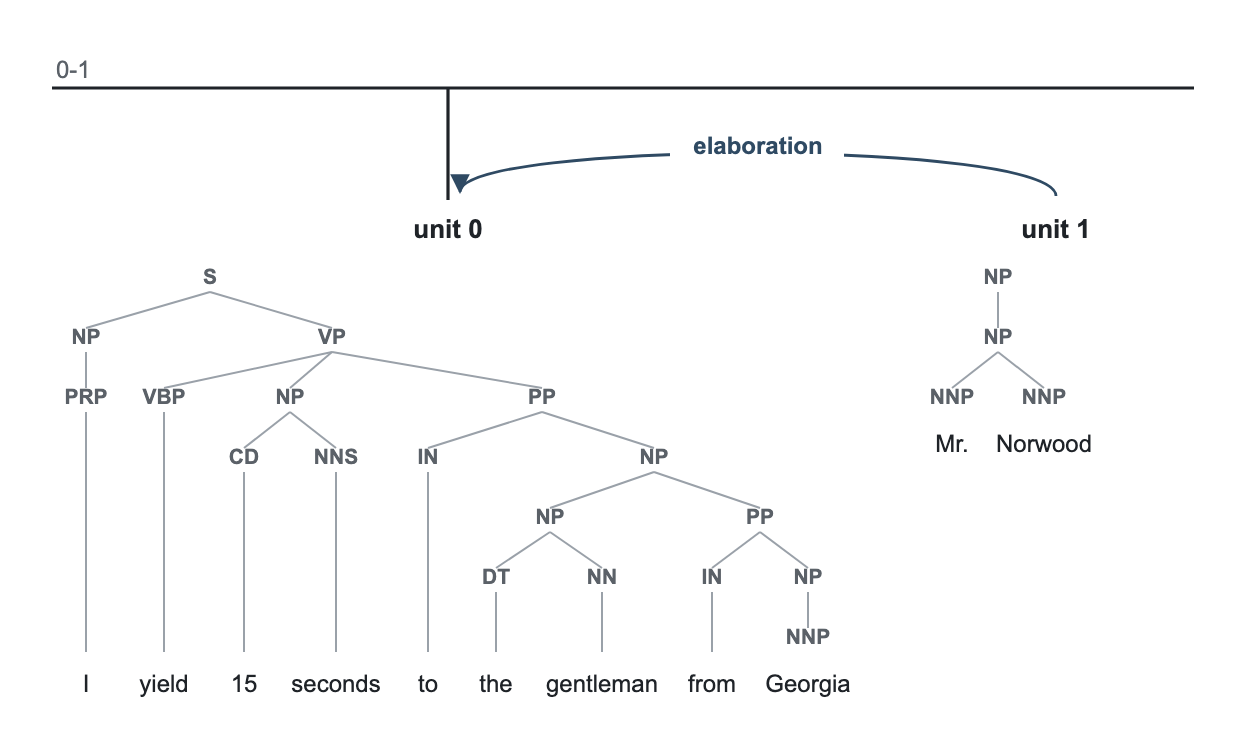 0-1
elaboration
unit 0 unit 1
S NP
NP VP NP
PRP VBP NP PP NNP NNP
Mr. Norwood
CD NNS IN NP
NP PP
DT NN IN NP
NNP
I yield 15 seconds to the gentleman from Georgia